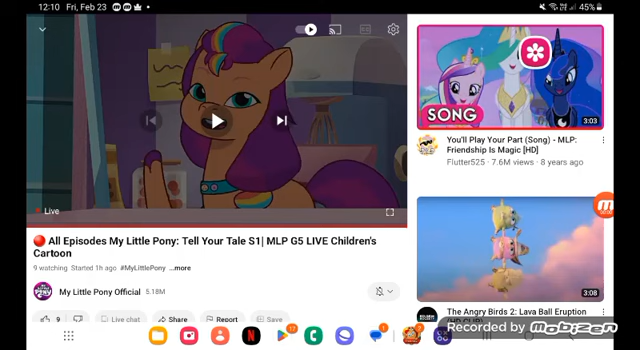 12:10 Fri, Feb 23
45%
Live
🔴 All Episodes My Little Pony: Tell Your Tale S1| MLP G5 LIVE Children's
Cartoon
9 watching Started 1h ago #MyLittlePony ...more
My Little Pony Official 5.18M
9 Live chat Share Report Save
SONG
3:03
You'll Play Your Part (Song) - MLP:
Friendship Is Magic [HD]
Flutter525 · 7.6M views · 8 years ago
3:08
The Angry Birds 2: Lava Eruption
Recorded by Mobizen